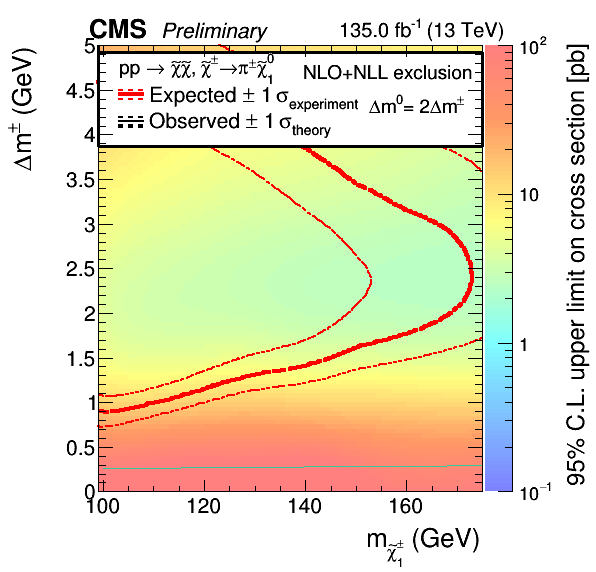 CMS Preliminary 135.0 fb⁻¹ (13 TeV)
pp → χ̃χ̃, χ̃±→π±χ̃₁⁰ NLO+NLL exclusion
Expected ± 1 σexperiment Δm⁰= 2Δm±
Observed ± 1 σtheory
Δm± (GeV)
5
4.5
4
3.5
3
2.5
2
1.5
1
0.5
0
100 120 140 160
m χ̃₁± (GeV)
10²
10
1
10⁻¹
95% C.L. upper limit on cross section [pb]